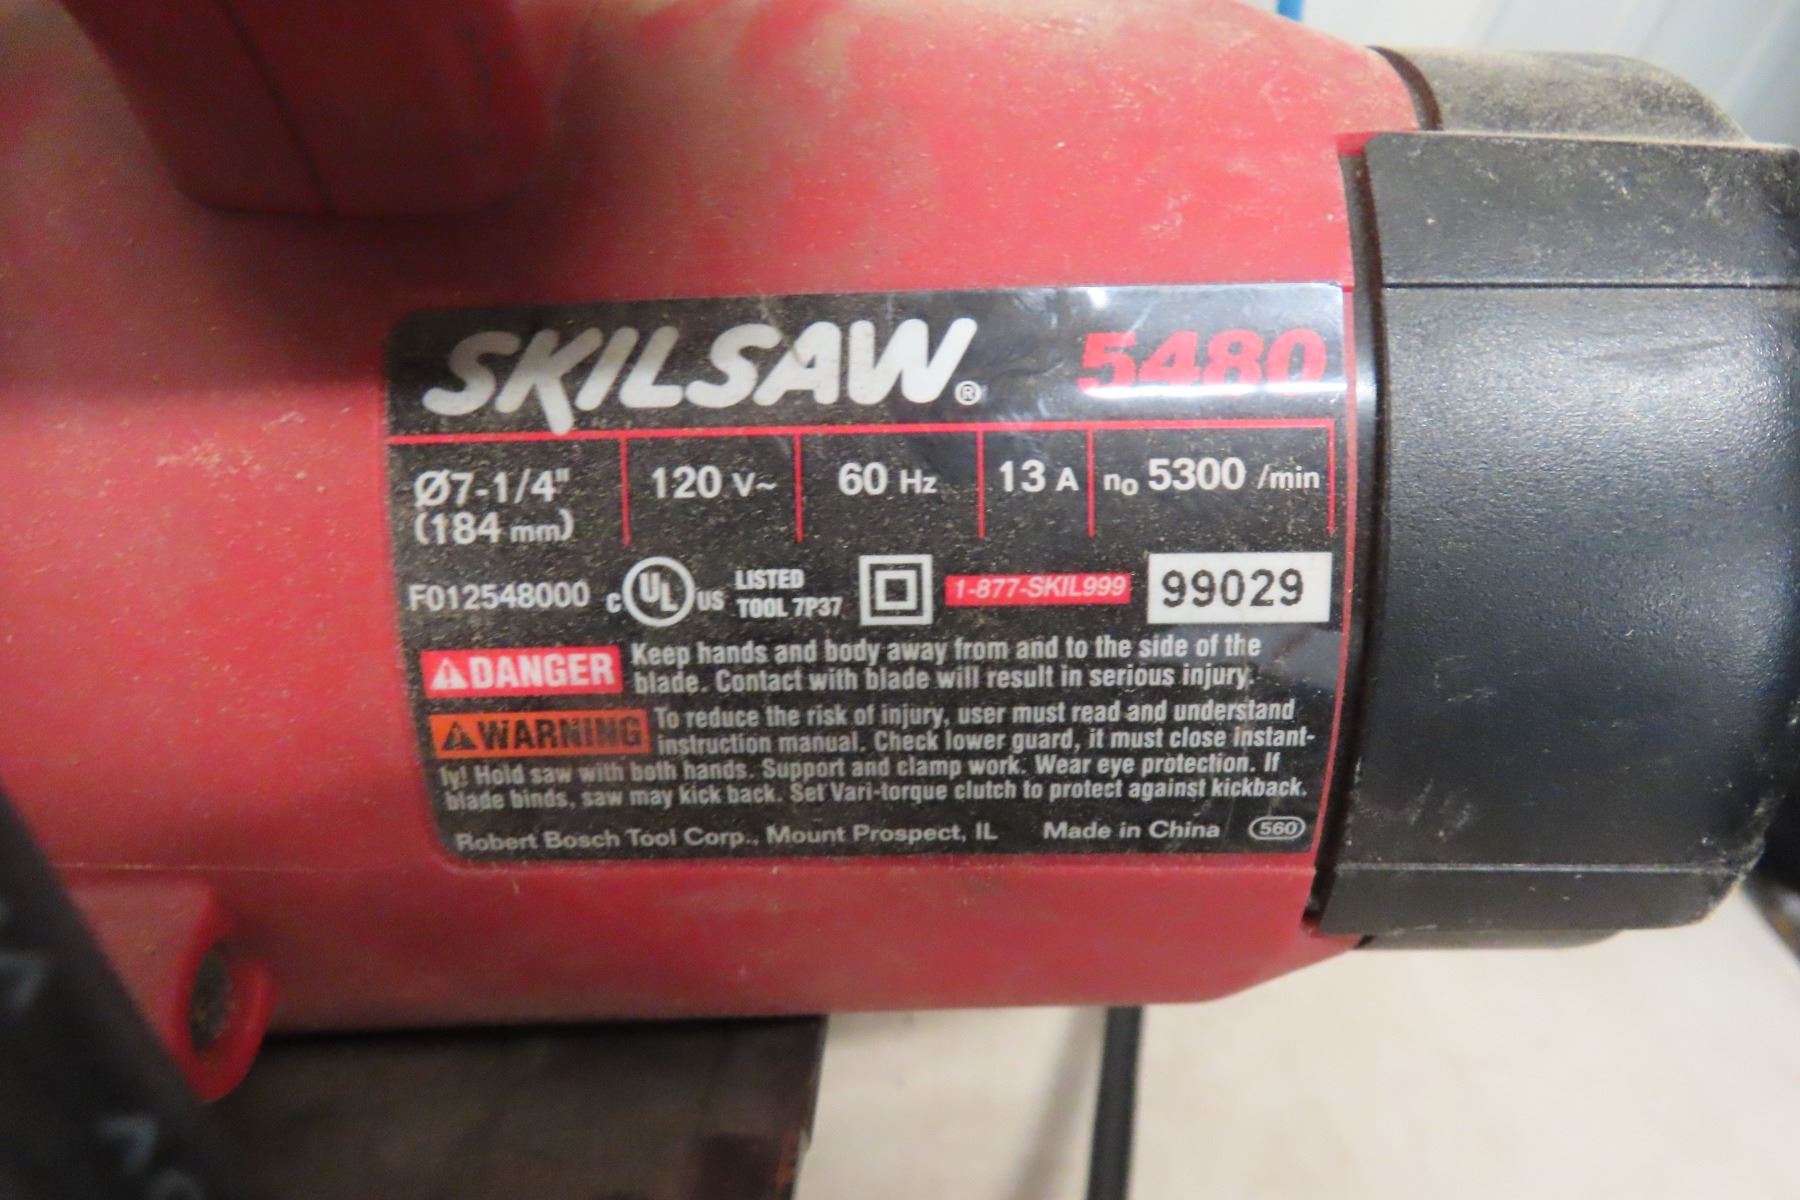 SKILSAW® 5480
Ø7-1/4" 120 V~ 60 Hz 13 A n₀ 5300 /min
(184 mm)
F012548000 C UL US LISTED TOOL 7P37 1-877-SKIL999 99029
DANGER Keep hands and body away from and to the side of the
blade. Contact with blade will result in serious injury.
WARNING To reduce the risk of injury, user must read and understand
instruction manual. Check lower guard, it must close instant-
ly! Hold saw with both hands. Support and clamp work. Wear eye protection. If
blade binds, saw may kick back. Set Vari-torque clutch to protect against kickback.
Robert Bosch Tool Corp., Mount Prospect, IL Made in China 560